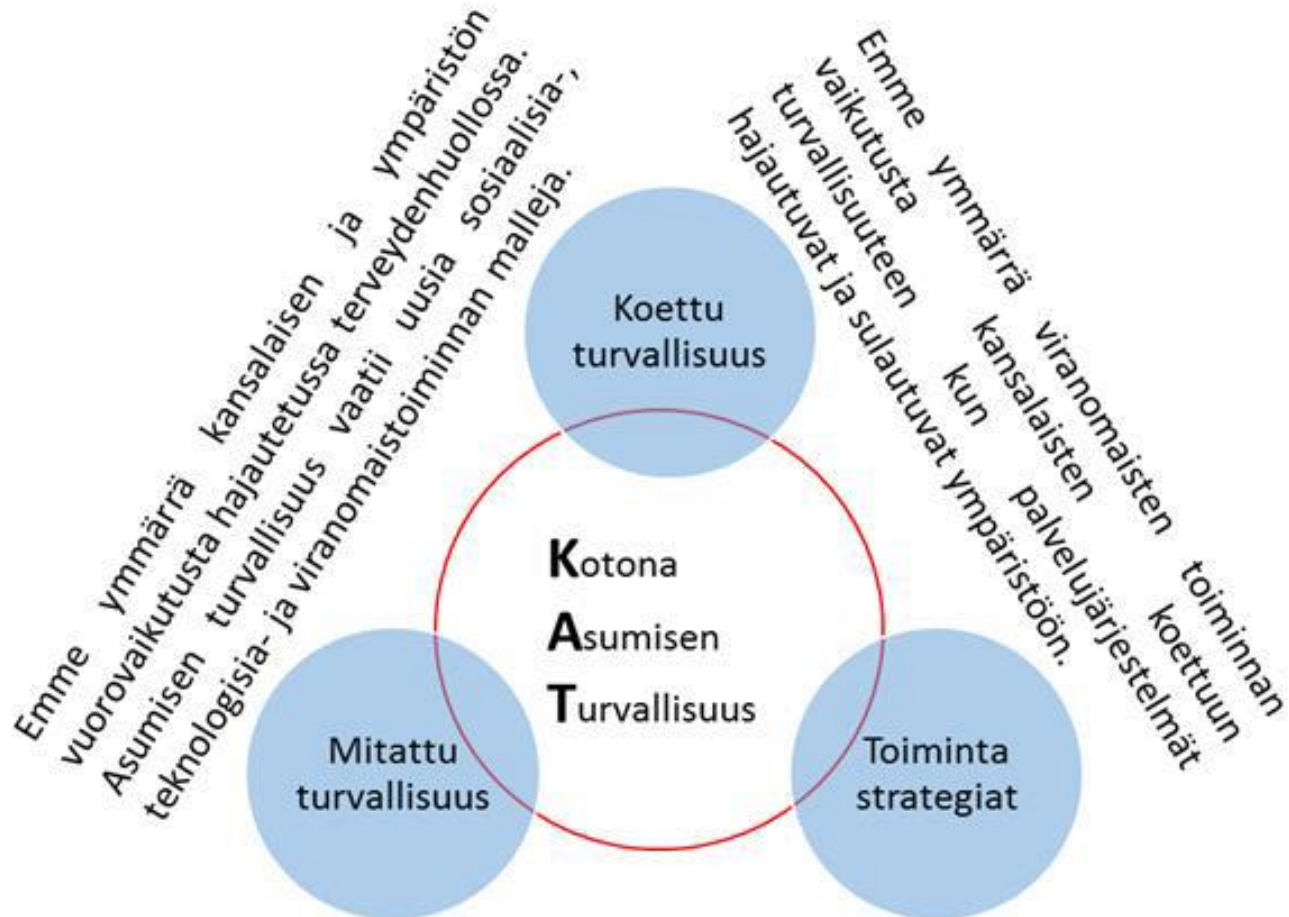 Emme ymmärrä kansalaisen ja ympäristön
vuorovaikutusta hajautetussa terveydenhuollossa.
Asumisen turvallisuus vaatii uusia sosiaalisia-,
teknologisia- ja viranomaistoiminnan malleja.
Emme ymmärrä viranomaisten toiminnan
vaikutusta kansalaisten koettuun
turvallisuuteen kun palvelujärjestelmät
hajautuvat ja sulautuvat ympäristöön.
Koettu
turvallisuus
Kotona
Asumisen
Turvallisuus
Mitattu
turvallisuus
Toiminta
strategiat